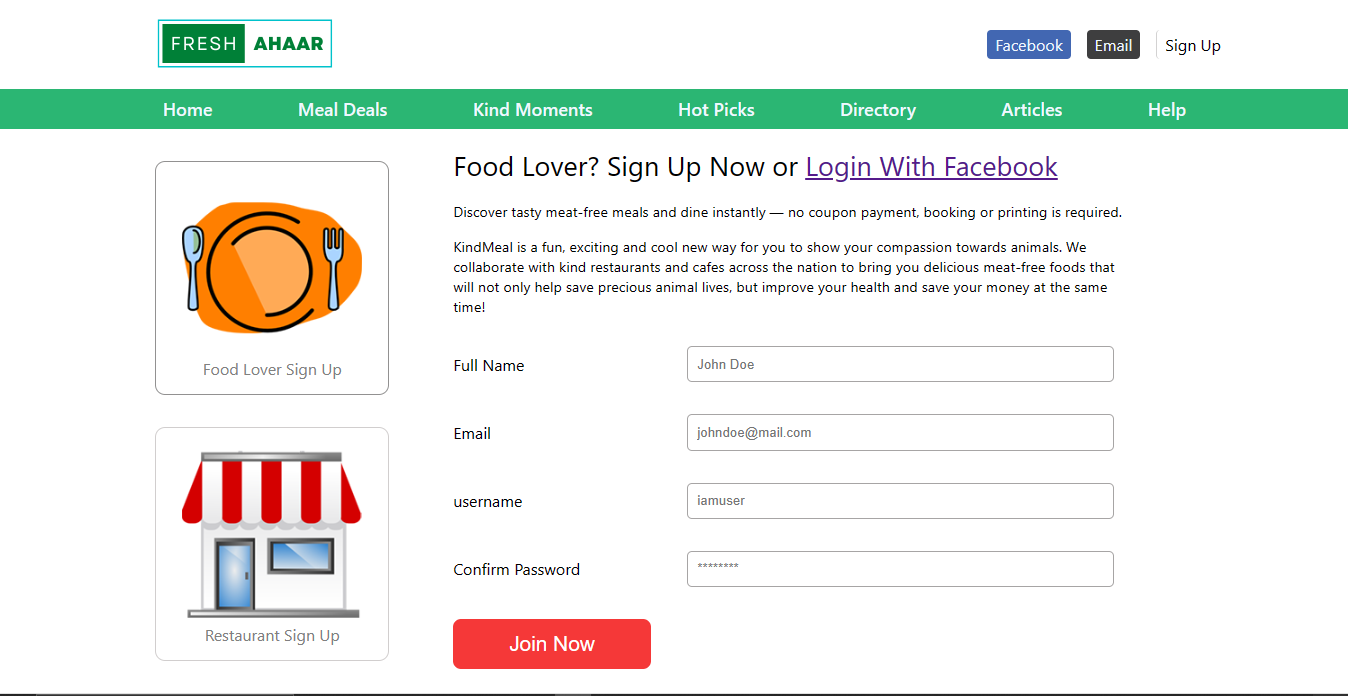 FRESH AHAAR
Facebook Email Sign Up
Home Meal Deals Kind Moments Hot Picks Directory Articles Help
Food Lover Sign Up
Restaurant Sign Up
Food Lover? Sign Up Now or Login With Facebook
Discover tasty meat-free meals and dine instantly — no coupon payment, booking or printing is required.
KindMeal is a fun, exciting and cool new way for you to show your compassion towards animals. We
collaborate with kind restaurants and cafes across the nation to bring you delicious meat-free foods that
will not only help save precious animal lives, but improve your health and save your money at the same
time!
Full Name John Doe
Email johndoe@mail.com
username iamuser
Confirm Password ********
Join Now